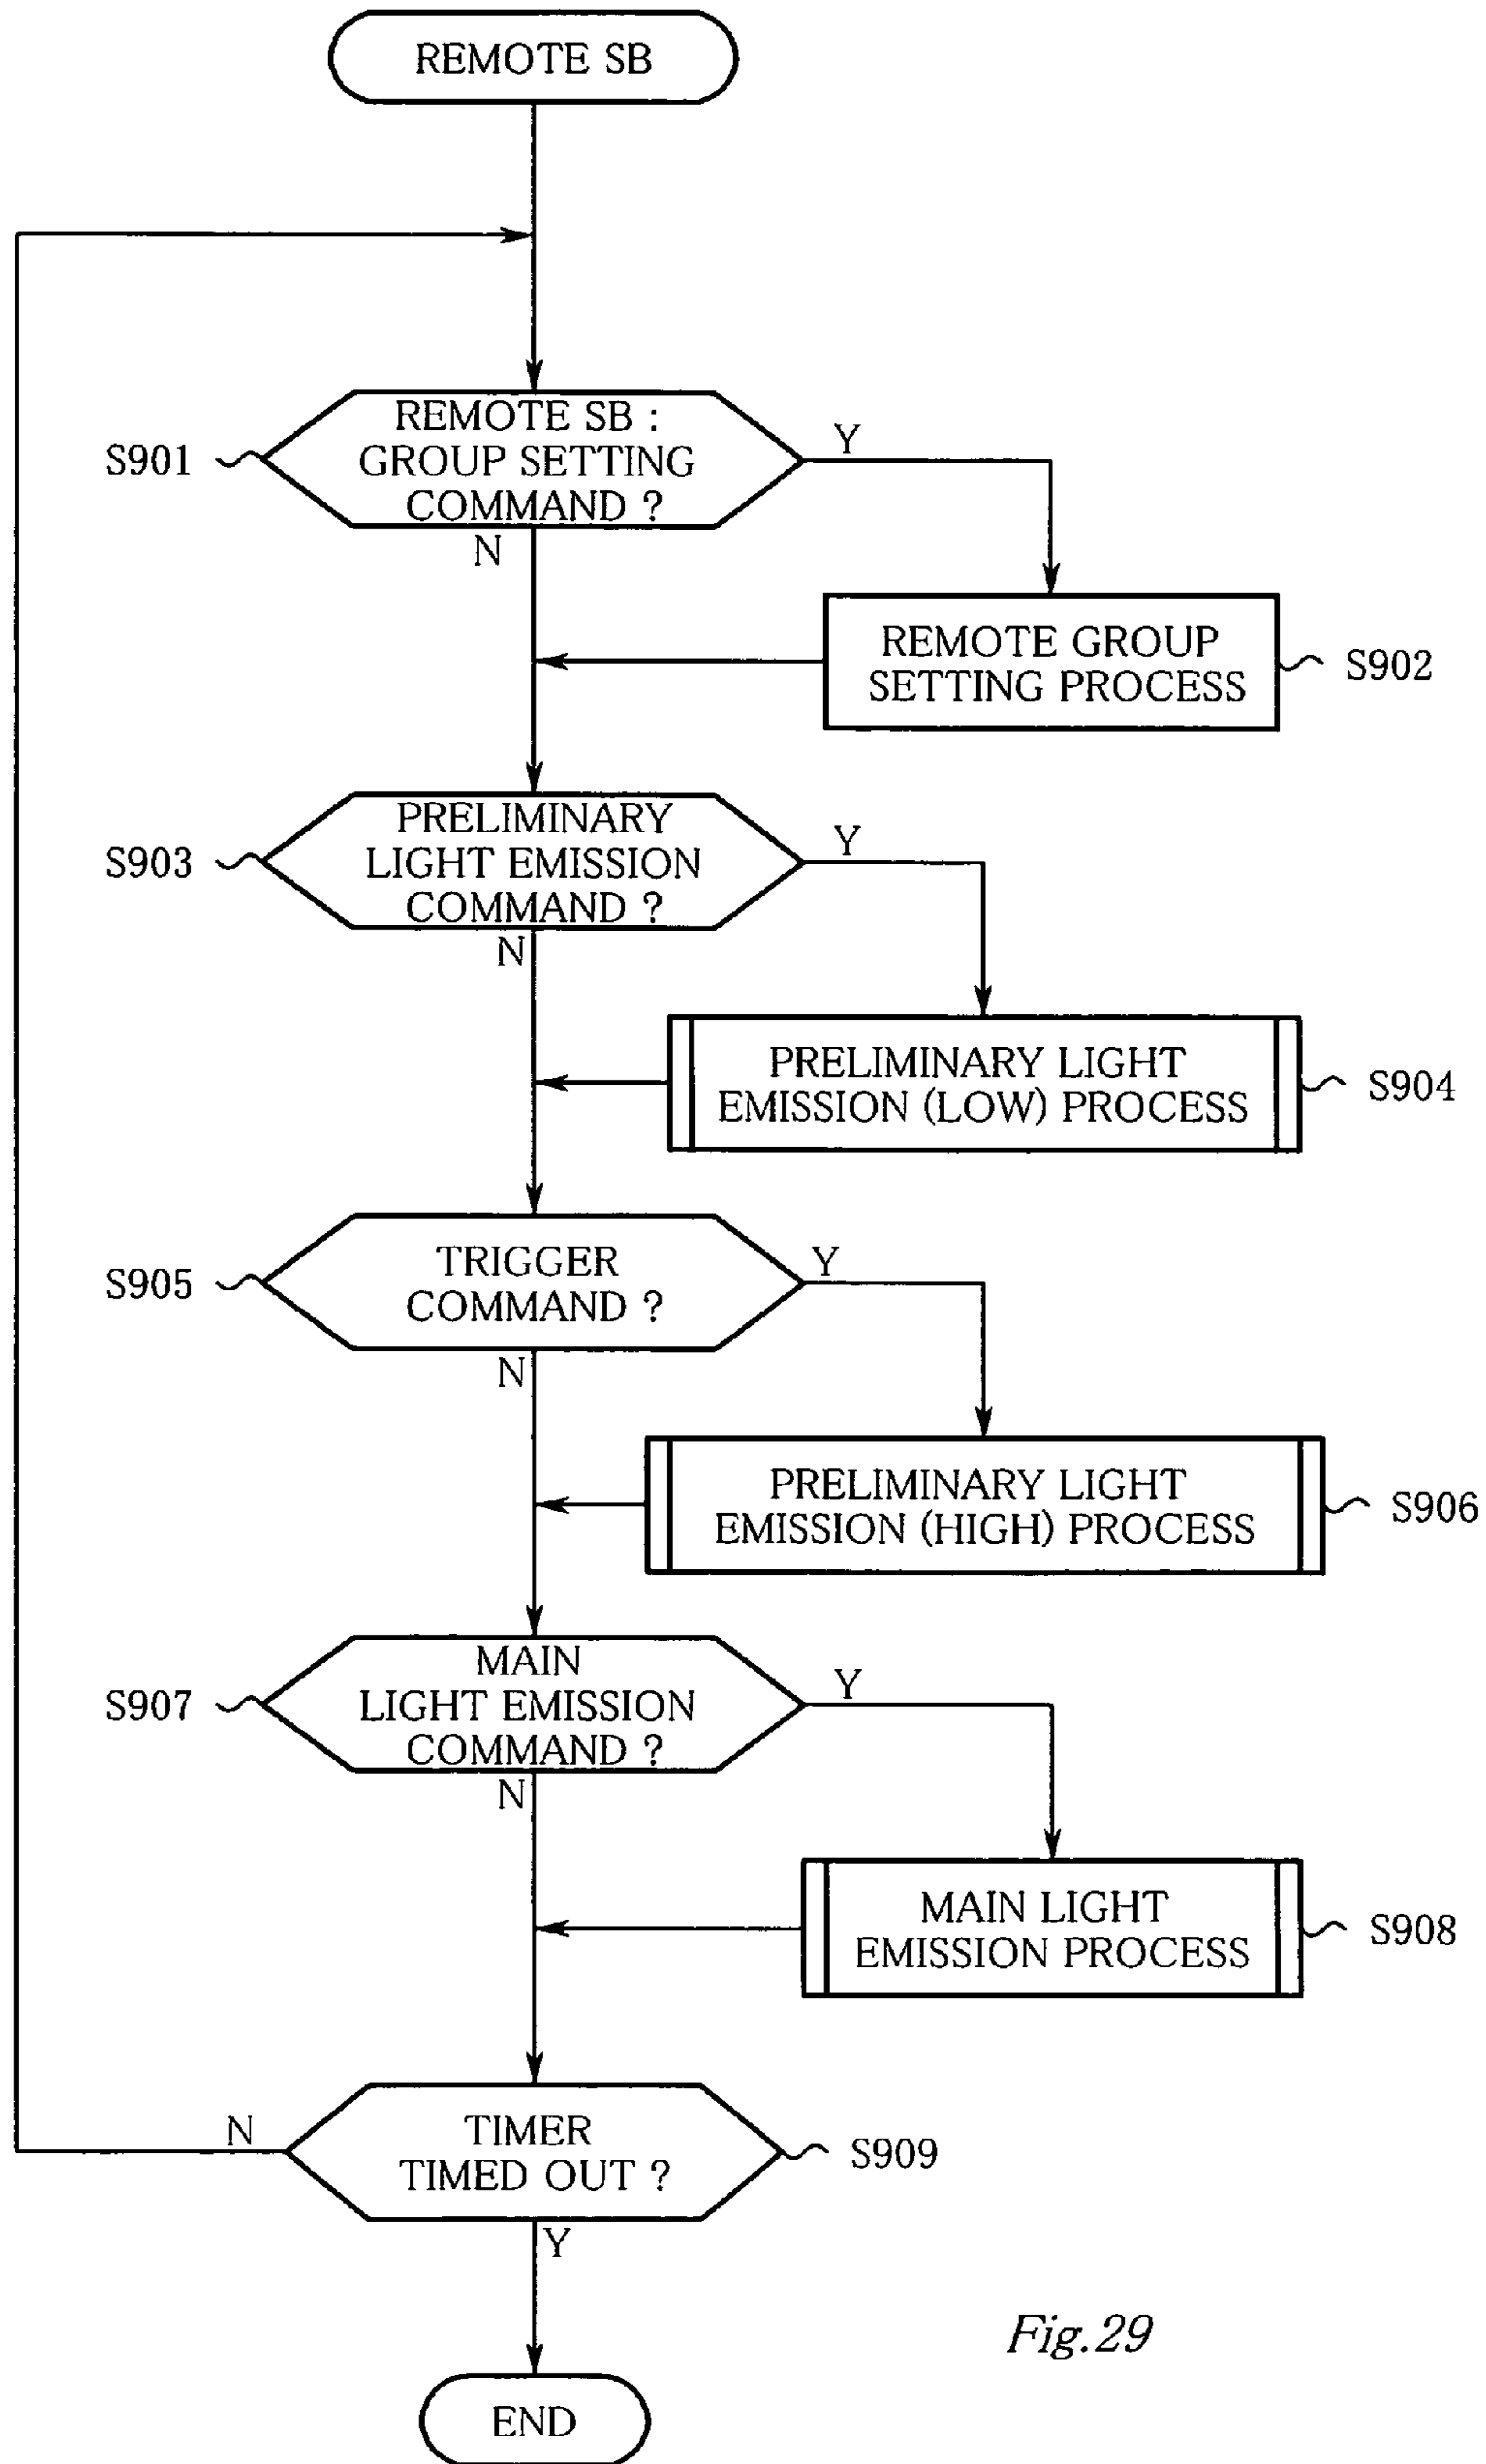 REMOTE SB
REMOTE SB :
GROUP SETTING
COMMAND ?
S901
Y
N
REMOTE GROUP
SETTING PROCESS
S902
PRELIMINARY
LIGHT EMISSION
COMMAND ?
S903
Y
N
PRELIMINARY LIGHT
EMISSION (LOW) PROCESS
S904
TRIGGER
COMMAND ?
S905
Y
N
PRELIMINARY LIGHT
EMISSION (HIGH) PROCESS
S906
MAIN
LIGHT EMISSION
COMMAND ?
S907
Y
N
MAIN LIGHT
EMISSION PROCESS
S908
N
TIMER
TIMED OUT ?
S909
Y
Fig.29
END